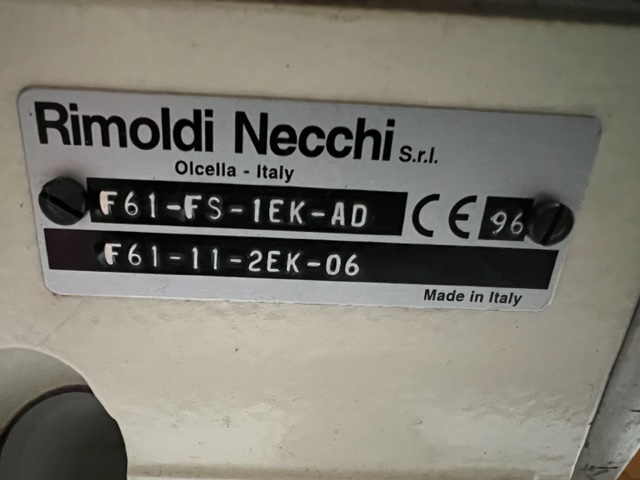 Rimoldi Necchi S.r.l.
Olcella - Italy
F61-FS-1EK-AD CE 96
F61-11-2EK-06
Made in Italy